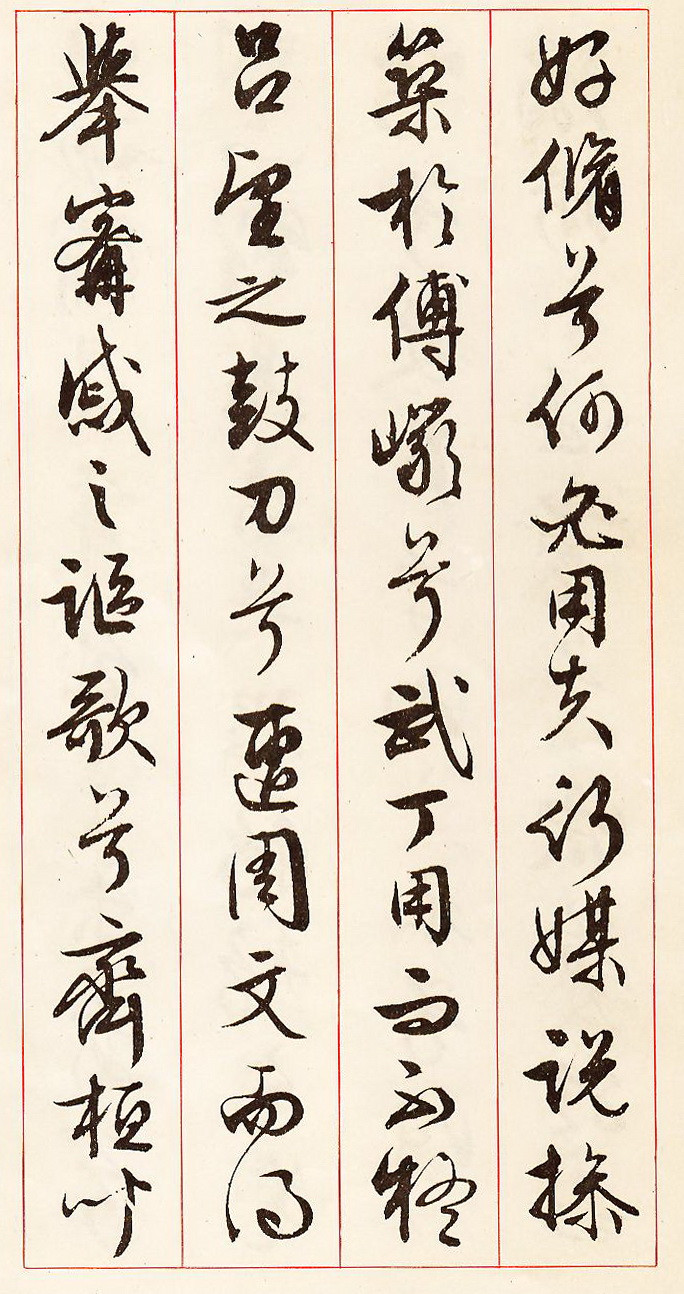 好脩兮何必用夫行媒說操
築於傅巖兮武丁用而不疑
呂望之鼓刀兮遭周文而得
舉甯戚之謳歌兮齊桓聞